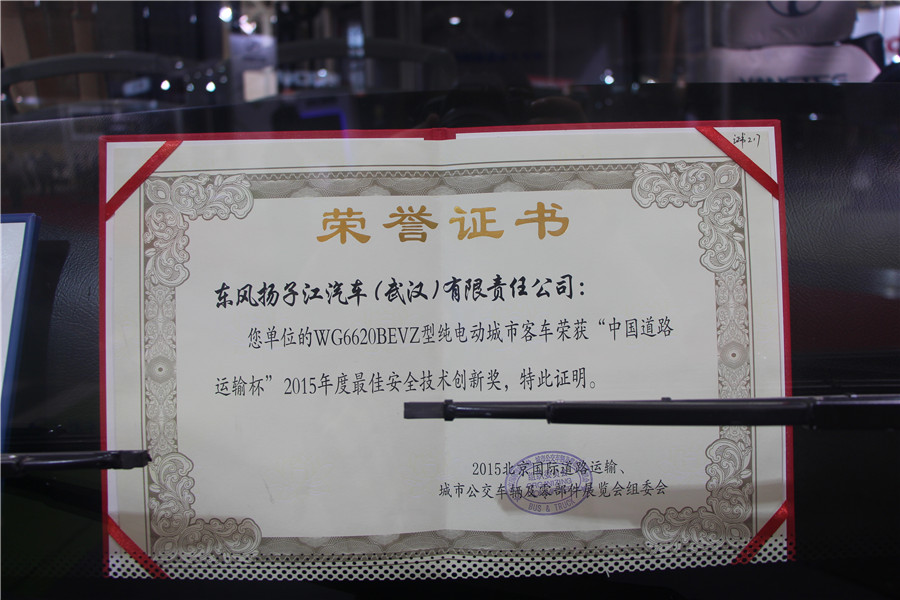 荣誉证书
东风扬子江汽车（武汉）有限责任公司：
您单位的WG6620BEVZ型纯电动城市客车荣获“中国道路
运输杯”2015年度最佳安全技术创新奖，特此证明。
2015北京国际道路运输、
城市公交车辆及零部件展览会组委会
BUS & TRUCK